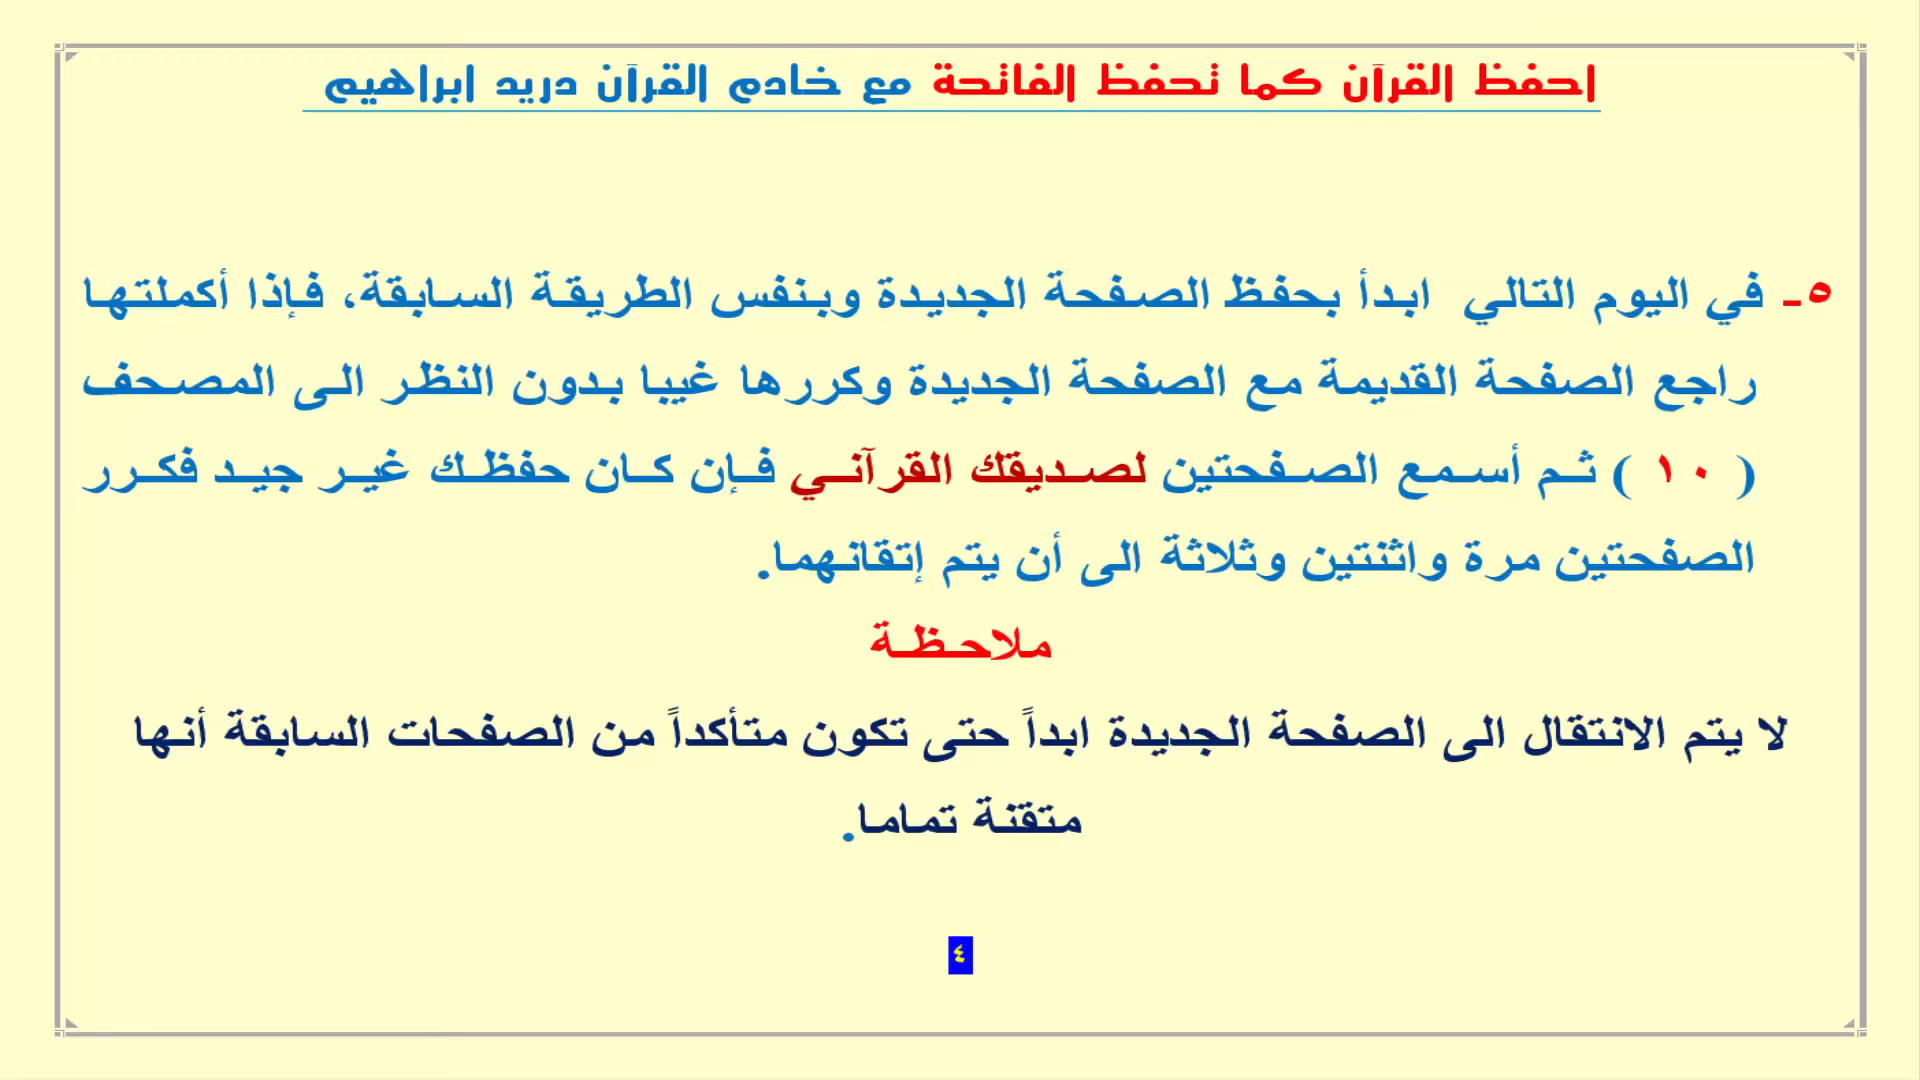 احفظ القرآن كما تحفظ الفاتحة مع خادم القرآن دريد ابراهيم
٥- في اليوم التالي ابدأ بحفظ الصفحة الجديدة وبنفس الطريقة السابقة، فإذا أكملتها
راجع الصفحة القديمة مع الصفحة الجديدة وكررها غيبا بدون النظر الى المصحف
( ١٠ ) ثم أسمع الصفحتين لصديقك القرآني فإن كان حفظك غير جيد فكرر
الصفحتين مرة واثنتين وثلاثة الى أن يتم إتقانهما.
ملاحظة
لا يتم الانتقال الى الصفحة الجديدة ابداً حتى تكون متأكداً من الصفحات السابقة أنها
متقنة تماما.
٤